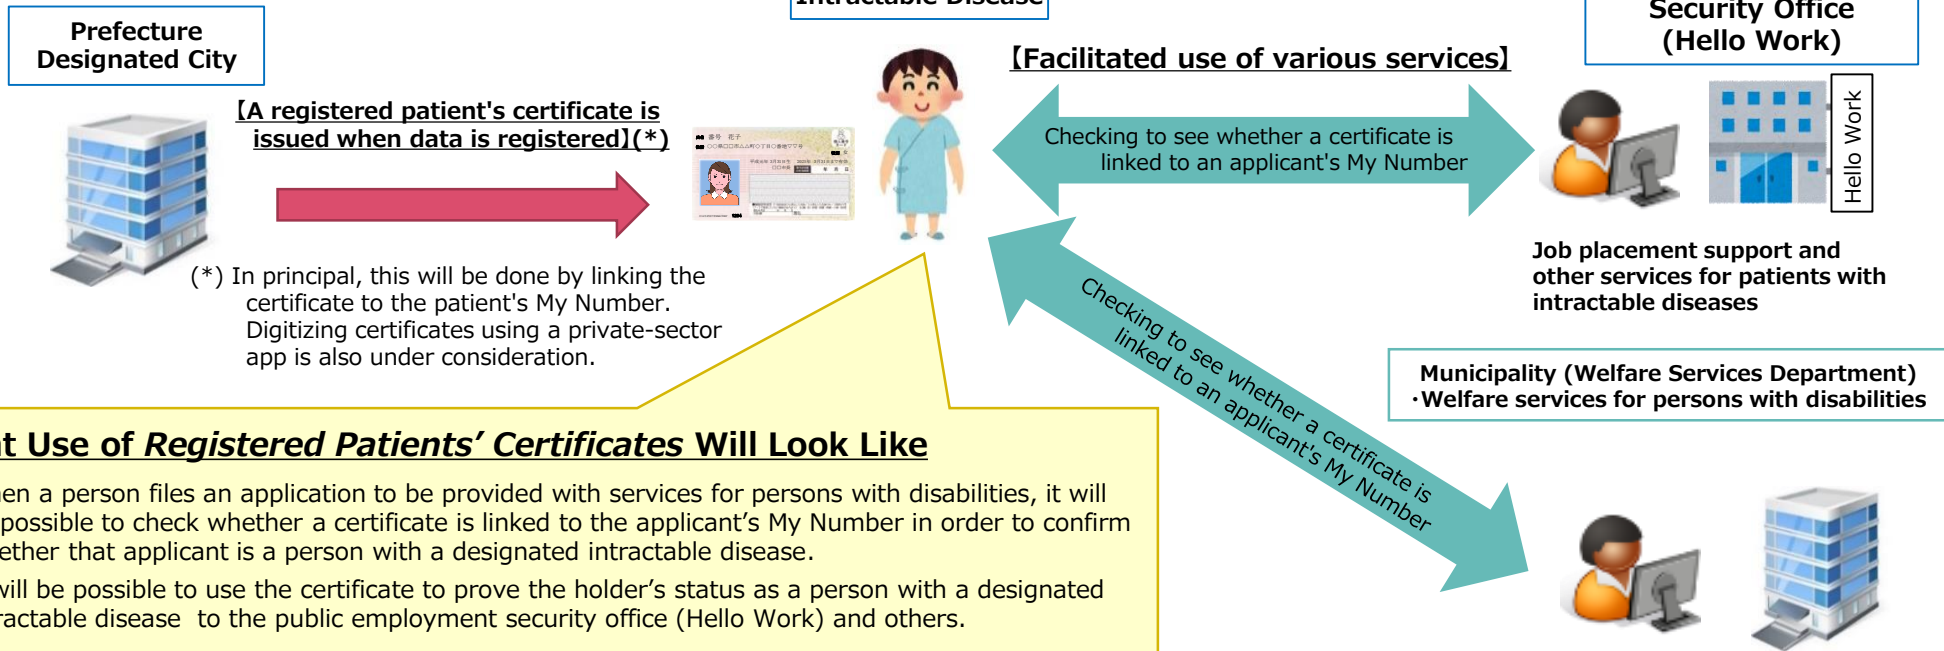 Prefecture
Designated City
Intractable Disease
Security Office
(Hello Work)
【A registered patient's certificate is
issued when data is registered】(*)
番号 花子
(*) In principal, this will be done by linking the
certificate to the patient's My Number.
Digitizing certificates using a private-sector
app is also under consideration.
【Facilitated use of various services】
Checking to see whether a certificate is
linked to an applicant's My Number
Hello Work
Job placement support and
other services for patients with
intractable diseases
Checking to see whether a certificate is
linked to an applicant's My Number
Municipality (Welfare Services Department)
・Welfare services for persons with disabilities
Use of Registered Patients’ Certificates Will Look Like
a person files an application to be provided with services for persons with disabilities, it will
possible to check whether a certificate is linked to the applicant’s My Number in order to confirm
that applicant is a person with a designated intractable disease.
will be possible to use the certificate to prove the holder’s status as a person with a designated
disease to the public employment security office (Hello Work) and others.